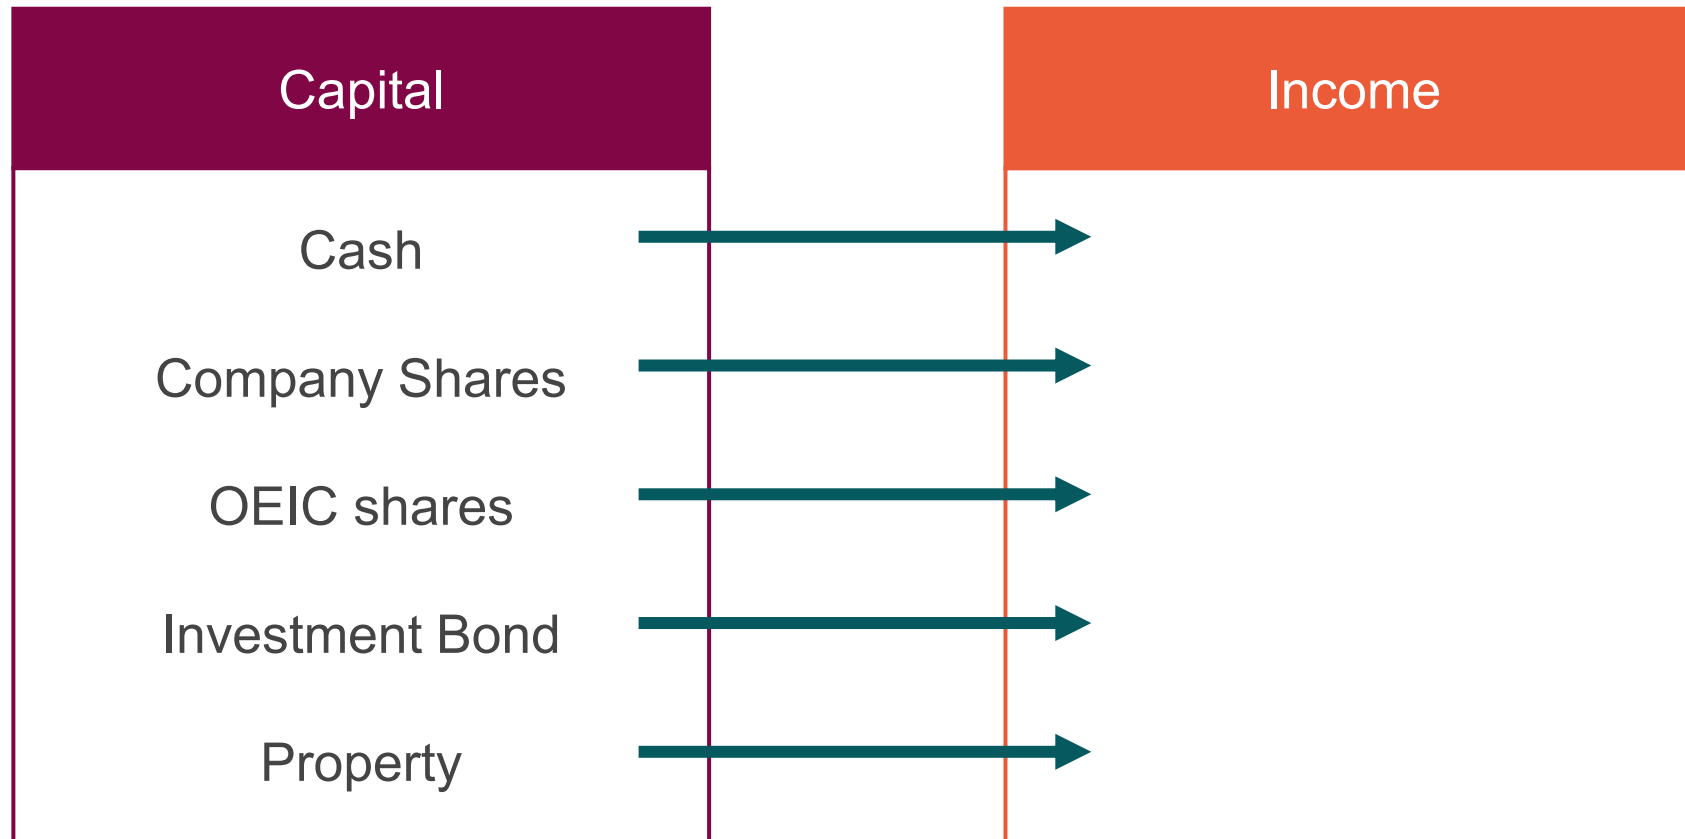 Capital
Income
Cash
Company Shares
OEIC shares
Investment Bond
Property